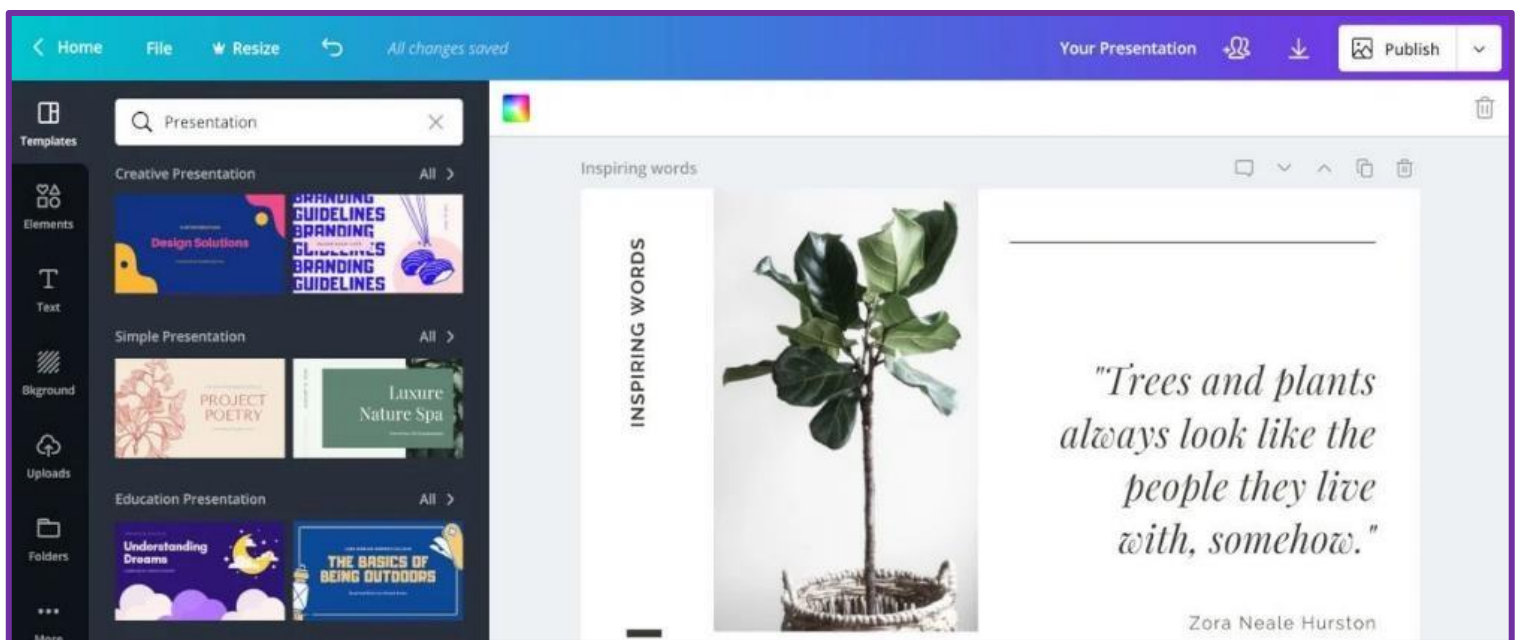 Home File Resize All changes saved Your Presentation Publish
Templates
Elements
Text
Bkground
Uploads
Folders
More
Presentation
Creative Presentation All
Design Solutions
BRANDING
GUIDELINES
BRANDING
GUIDELINES
BRANDING
GUIDELINES
Simple Presentation All
PROJECT
POETRY
Luxure
Nature Spa
Education Presentation All
Understanding
Dreams
THE BASICS OF
BEING OUTDOORS
Inspiring words
INSPIRING WORDS
"Trees and plants
always look like the
people they live
with, somehow."
Zora Neale Hurston